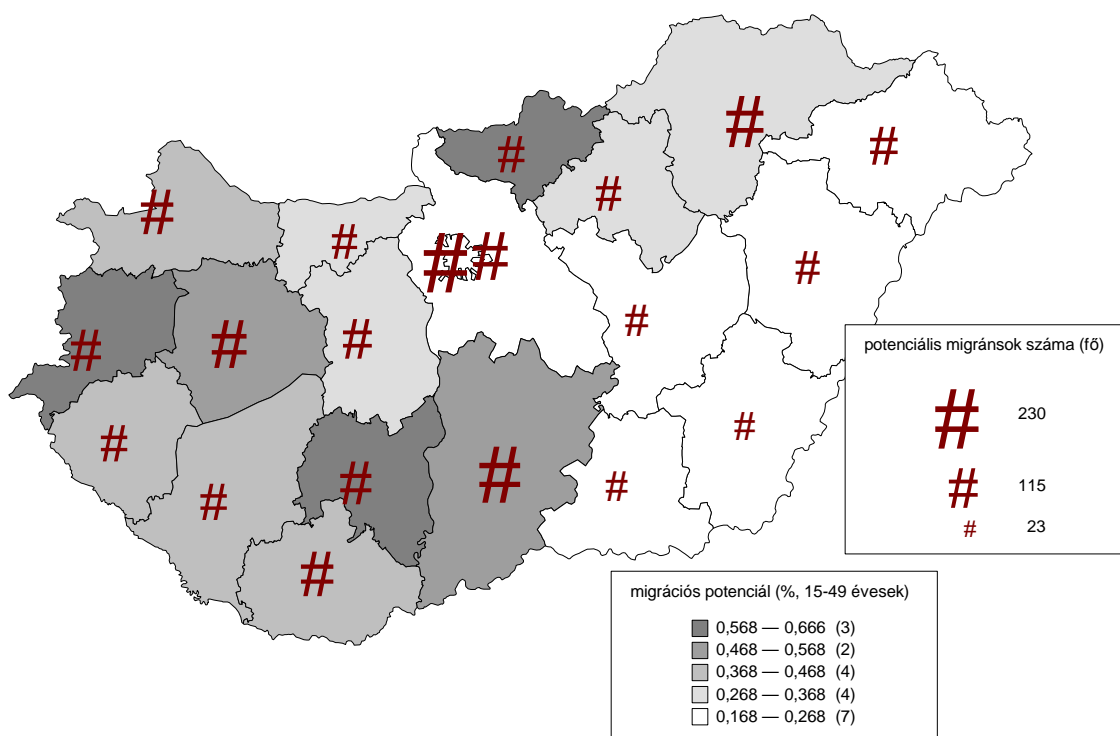 potenciális migránsok száma (fő)
# 230
# 115
# 23
migrációs potenciál (%, 15-49 évesek)
0,568 — 0,666 (3)
0,468 — 0,568 (2)
0,368 — 0,468 (4)
0,268 — 0,368 (4)
0,168 — 0,268 (7)